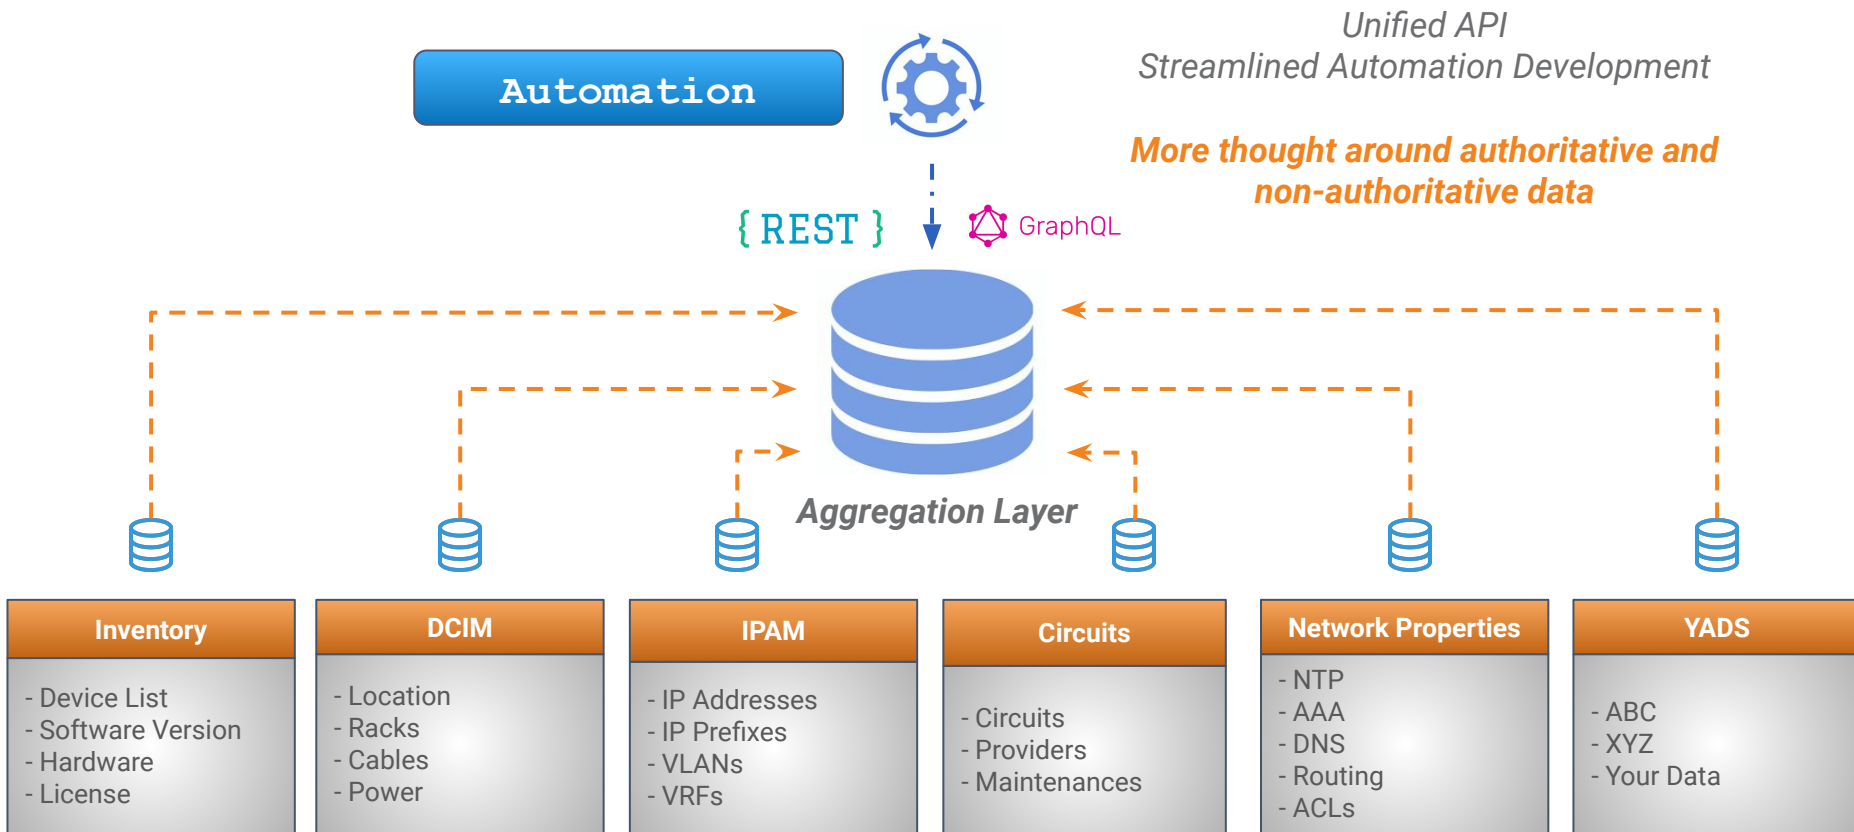 Unified API
Streamlined Automation Development
Automation
More thought around authoritative and
non-authoritative data
{ REST }
GraphQL
Aggregation Layer
Inventory
- Device List
- Software Version
- Hardware
- License
DCIM
- Location
- Racks
- Cables
- Power
IPAM
- IP Addresses
- IP Prefixes
- VLANs
- VRFs
Circuits
- Circuits
- Providers
- Maintenances
Network Properties
- NTP
- AAA
- DNS
- Routing
- ACLs
YADS
- ABC
- XYZ
- Your Data